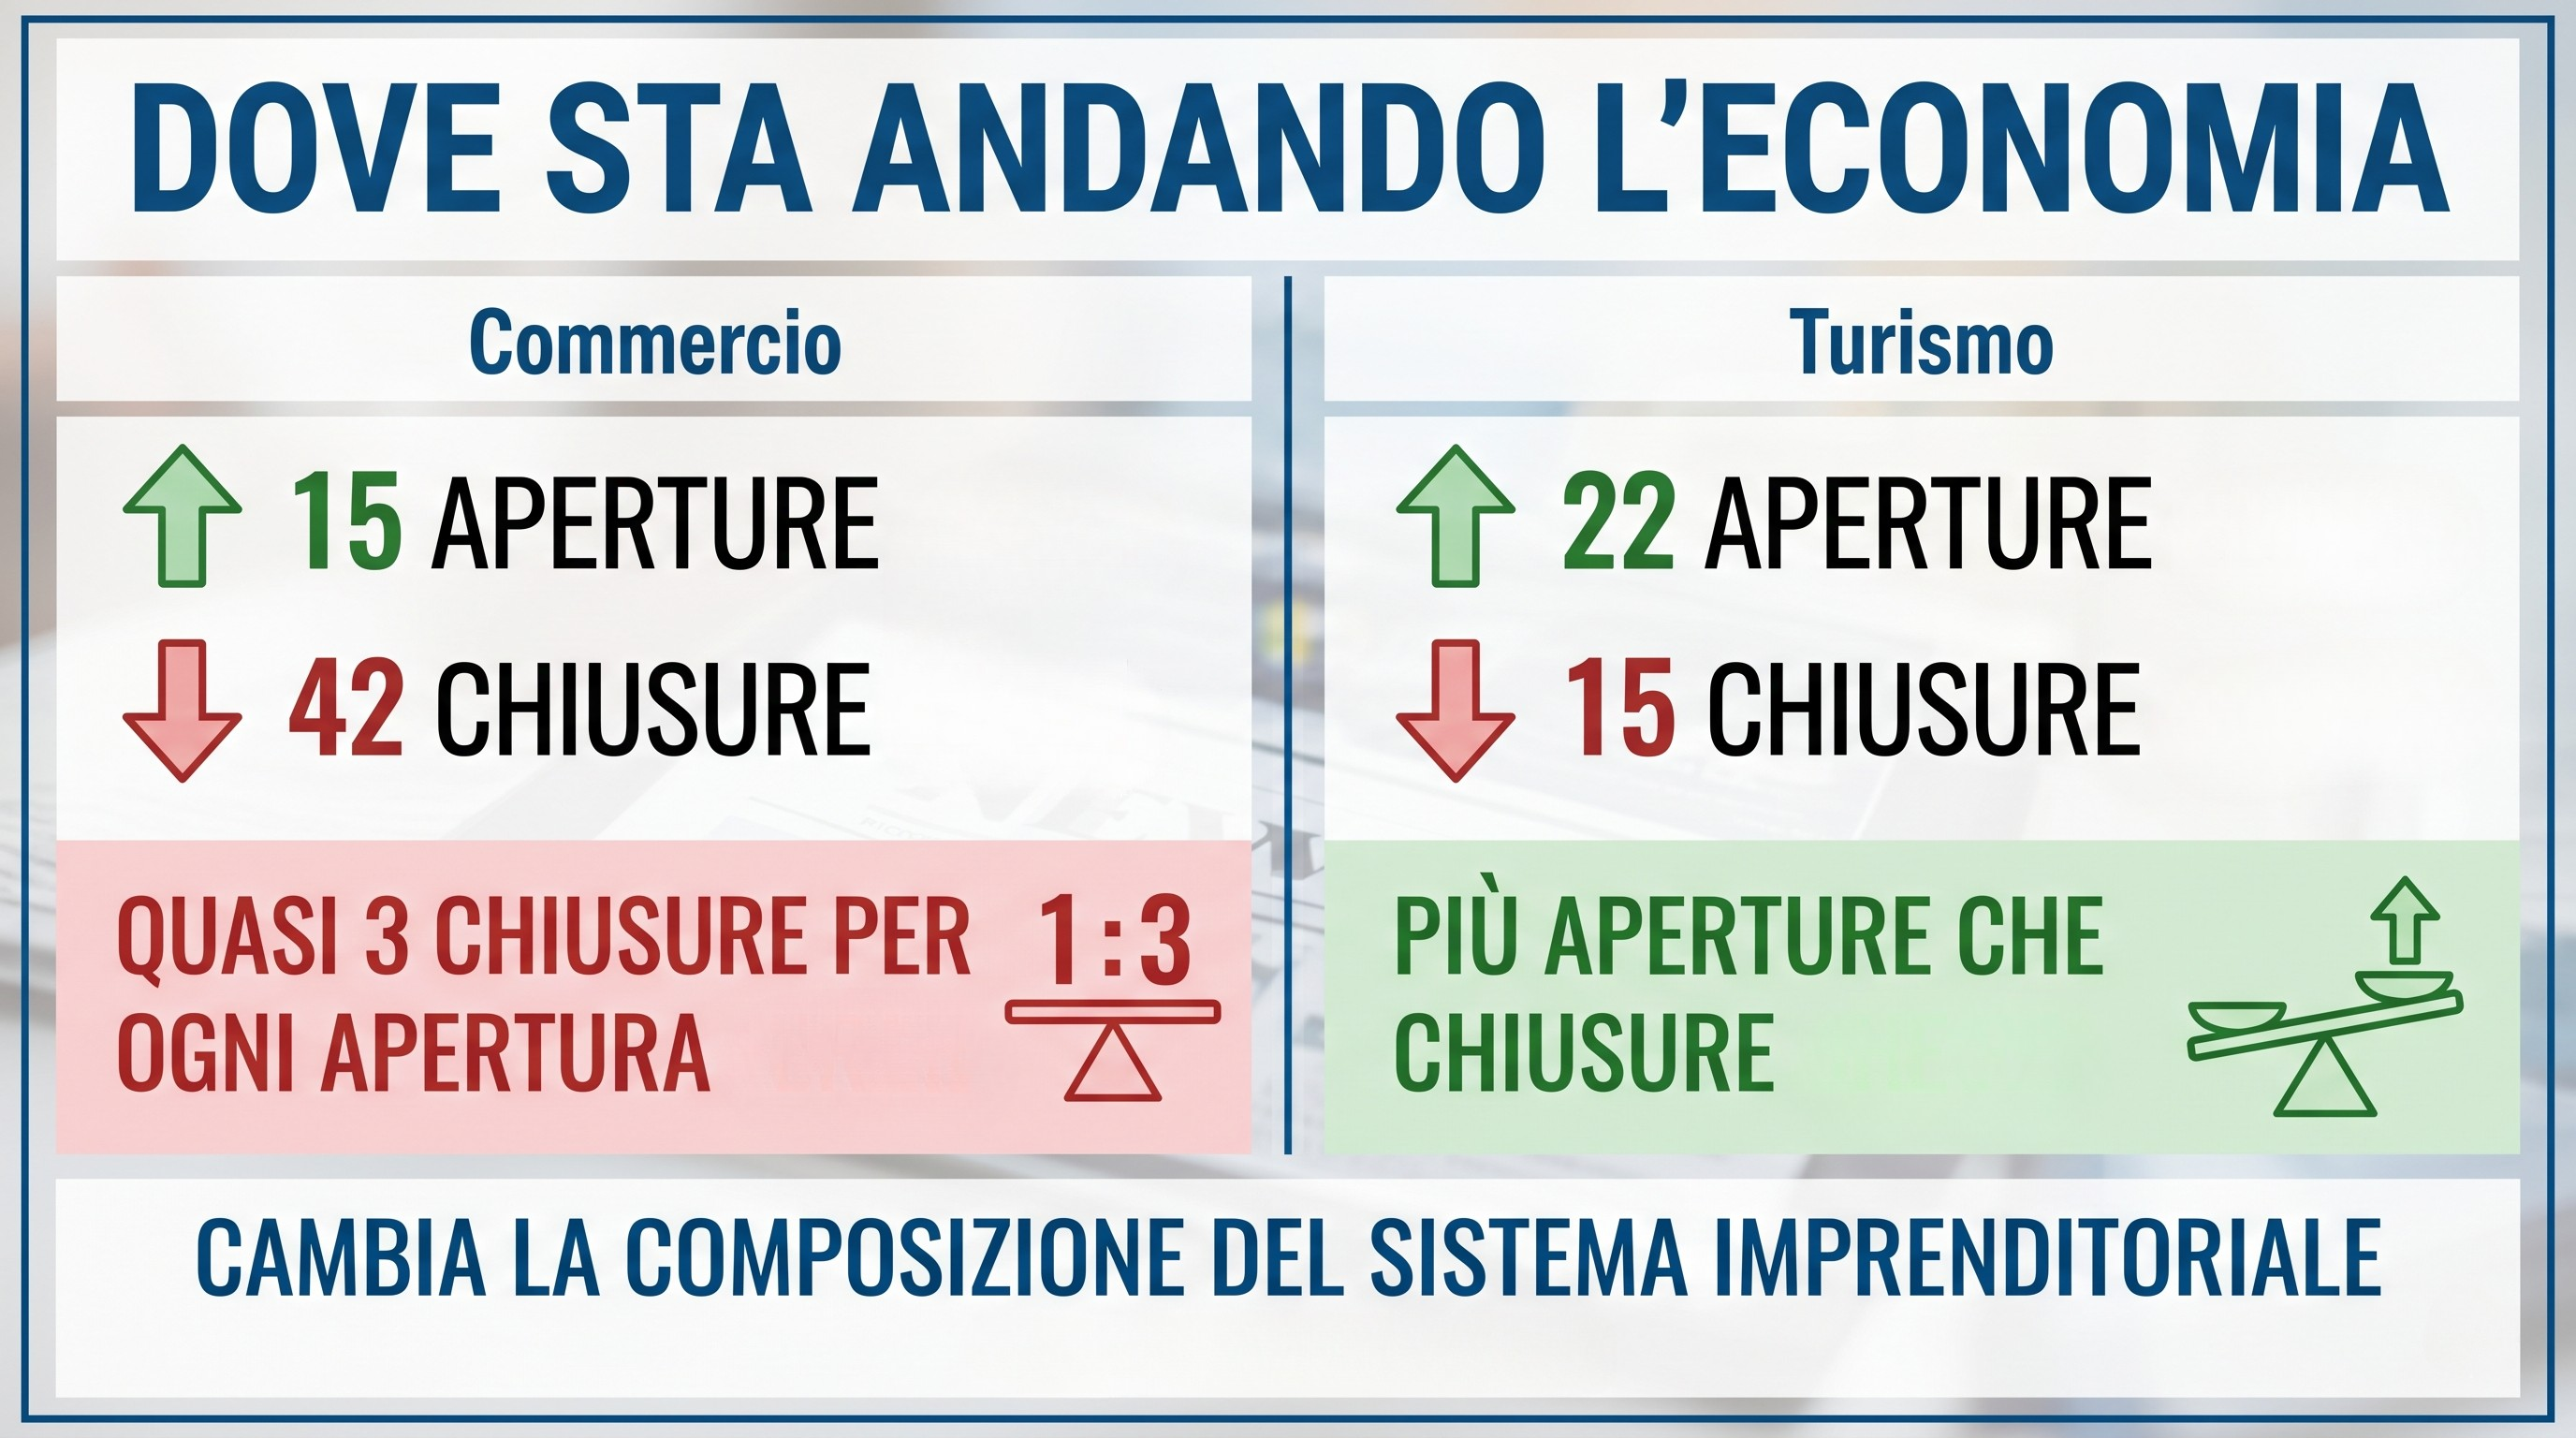 DOVE STA ANDANDO L'ECONOMIA
Commercio
15 APERTURE
42 CHIUSURE
QUASI 3 CHIUSURE PER
OGNI APERTURA
1:3
Turismo
22 APERTURE
15 CHIUSURE
PIÙ APERTURE CHE
CHIUSURE
CAMBIA LA COMPOSIZIONE DEL SISTEMA IMPRENDITORIALE